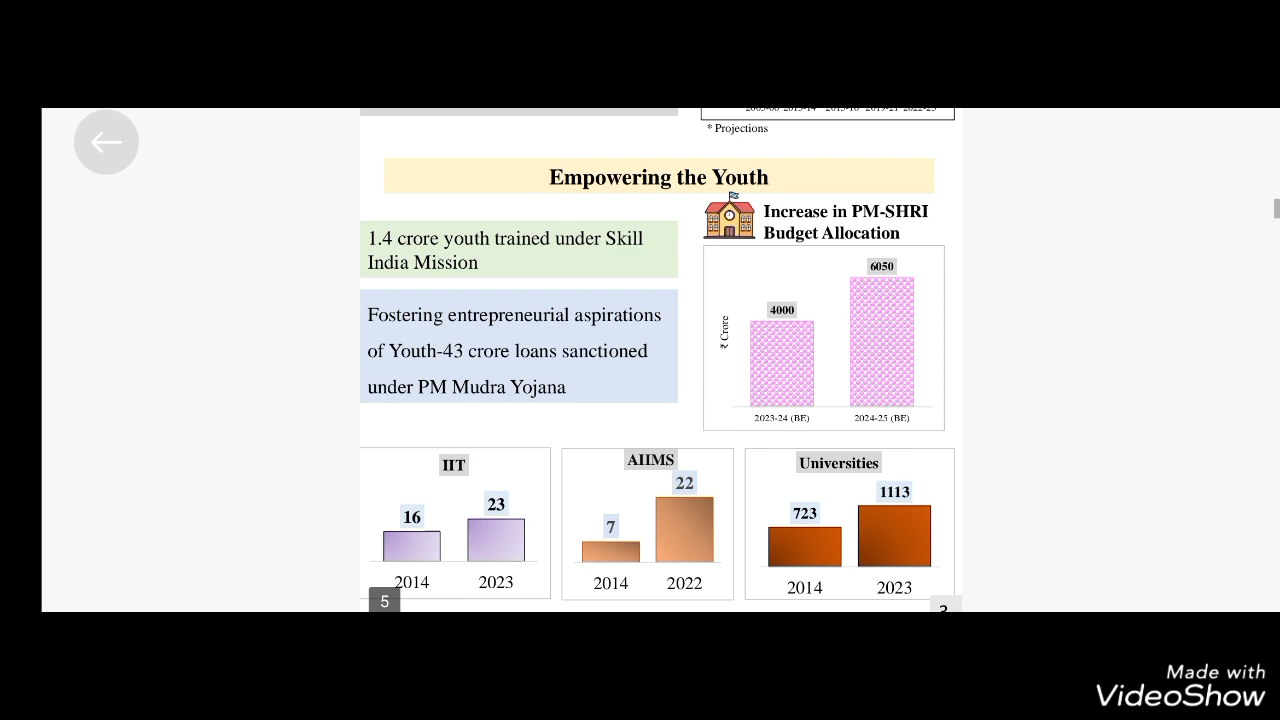 * Projections
Empowering the Youth
Increase in PM-SHRI
Budget Allocation
1.4 crore youth trained under Skill
India Mission
Fostering entrepreneurial aspirations
of Youth-43 crore loans sanctioned
under PM Mudra Yojana
6050
4000
₹ Crore
2023-24 (BE) 2024-25 (BE)
IIT
16 23
2014 2023
AIIMS
7 22
2014 2022
Universities
723 1113
2014 2023
5
Made with
VideoShow